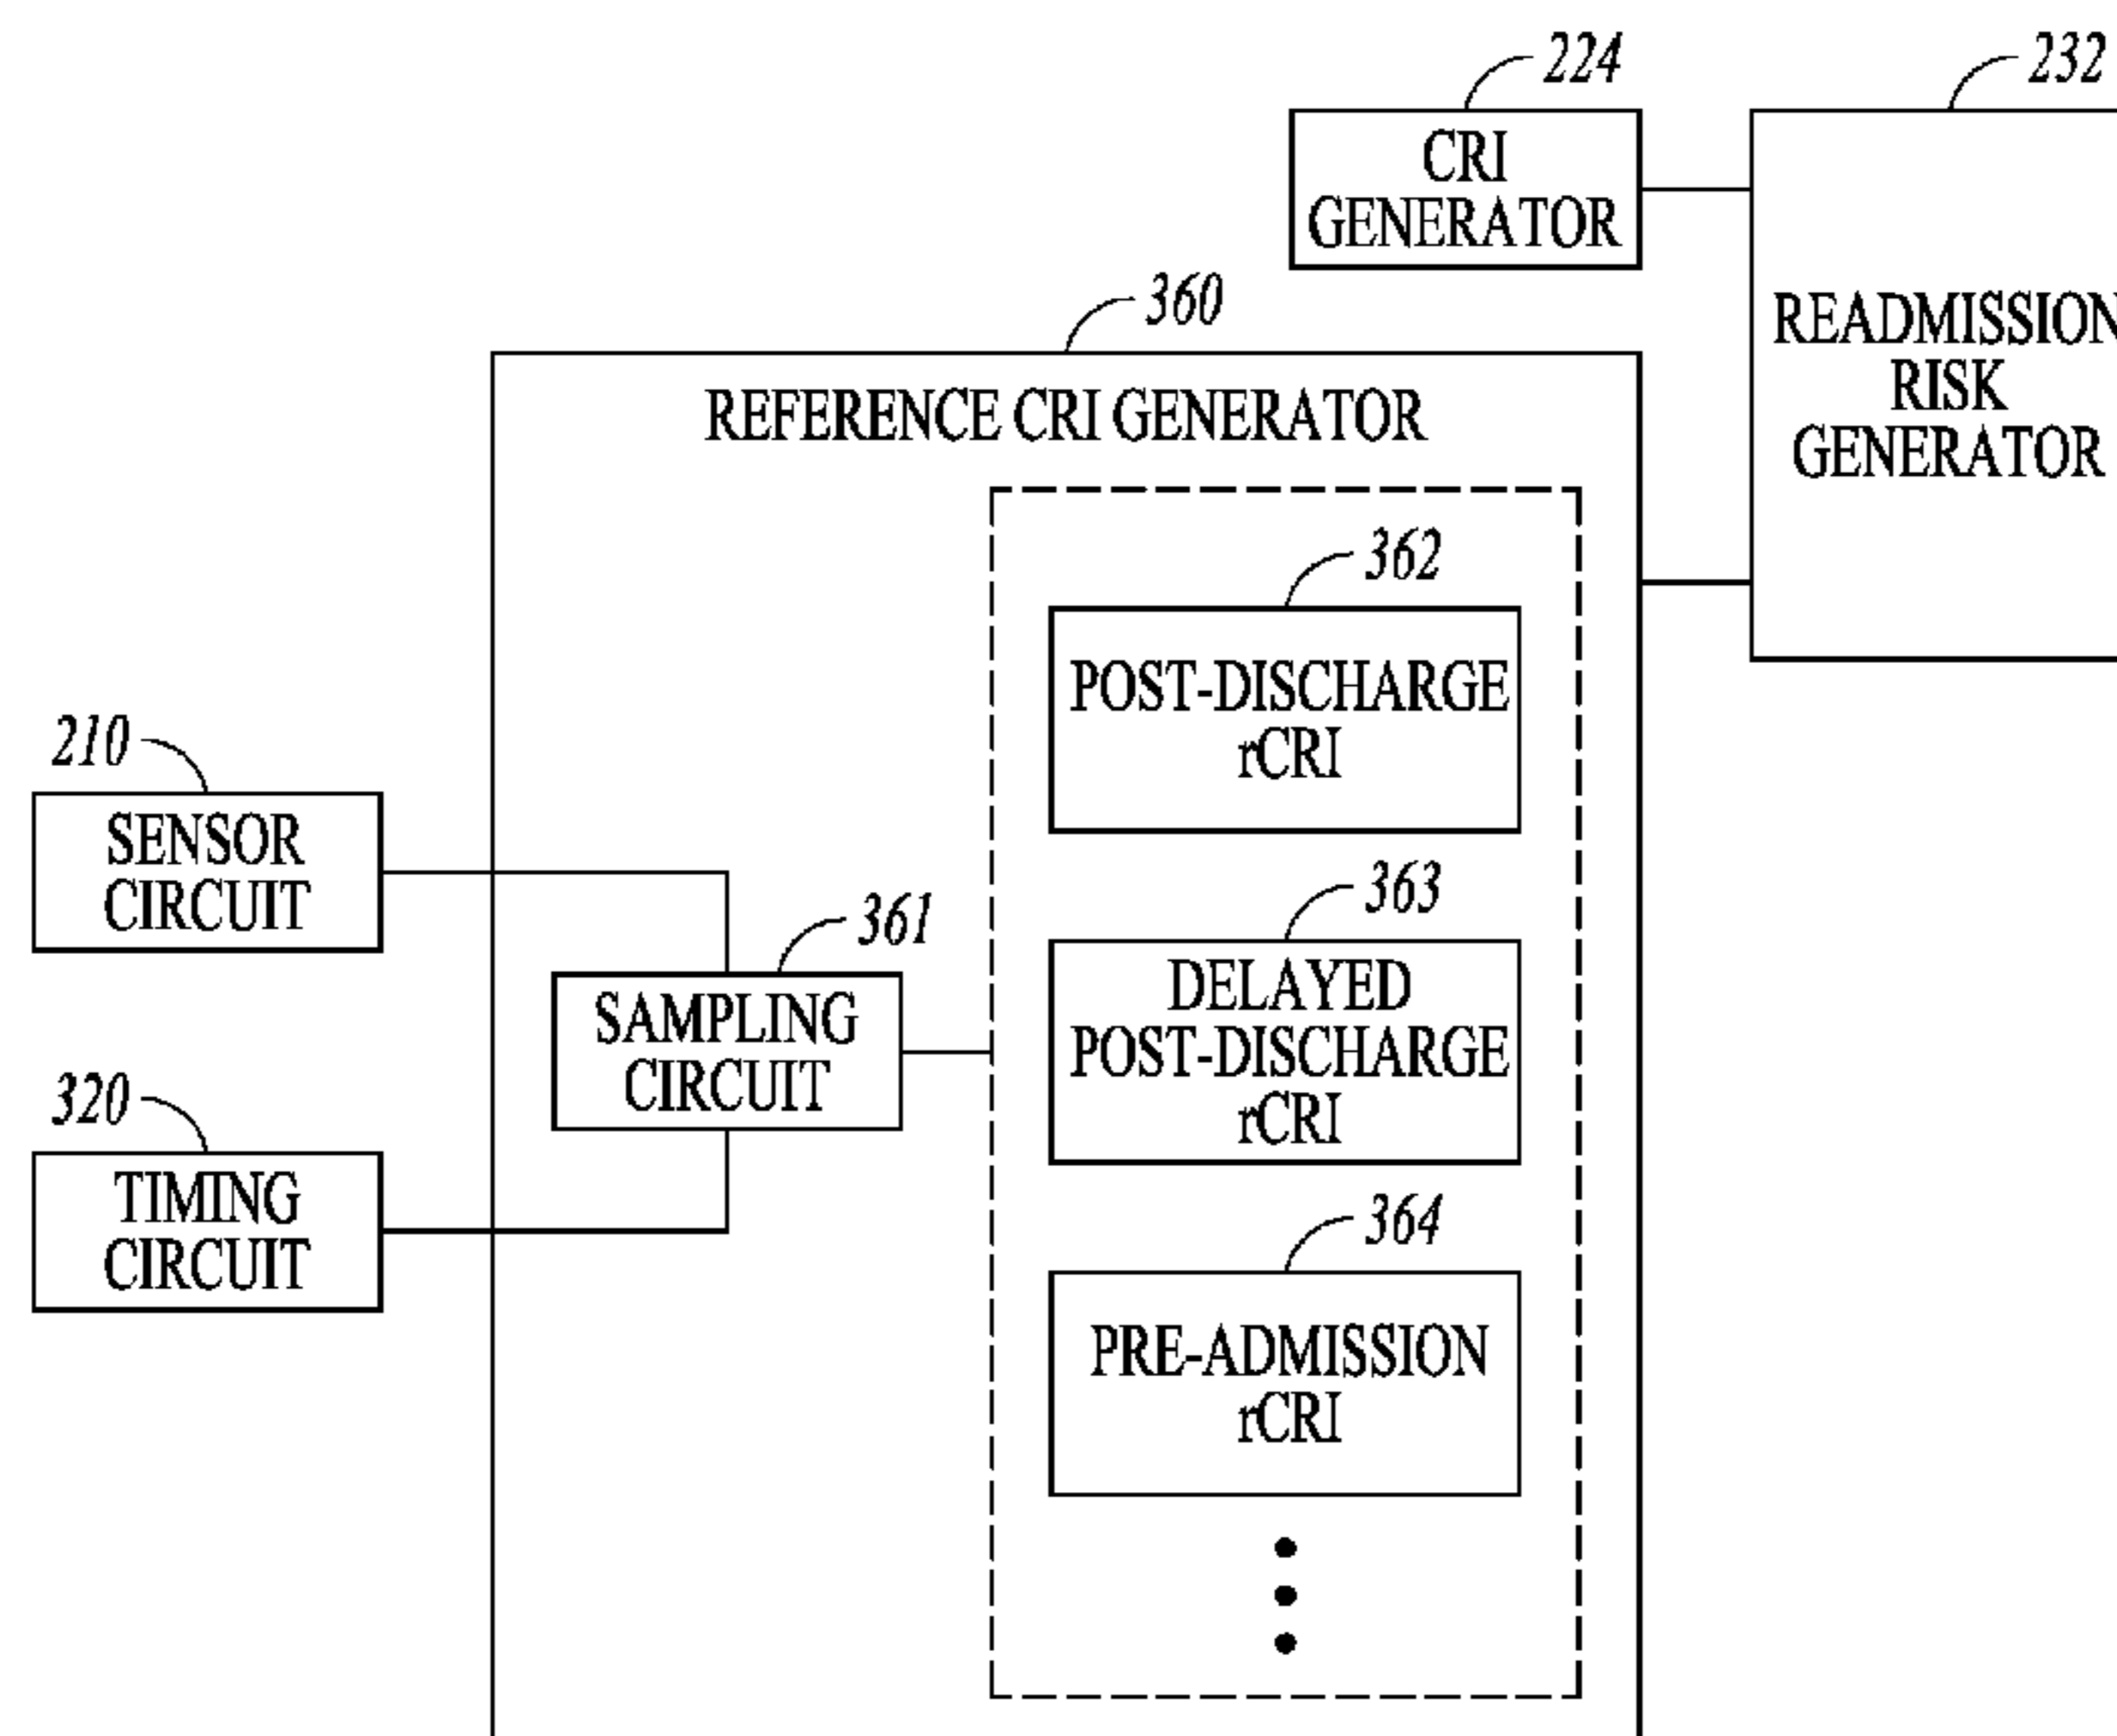 224
232
CRI
GENERATOR
360
READMISSION
RISK
GENERATOR
REFERENCE CRI GENERATOR
362
POST-DISCHARGE
rCRI
210
SENSOR
CIRCUIT
361
SAMPLING
CIRCUIT
363
DELAYED
POST-DISCHARGE
rCRI
320
TIMING
CIRCUIT
364
PRE-ADMISSION
rCRI